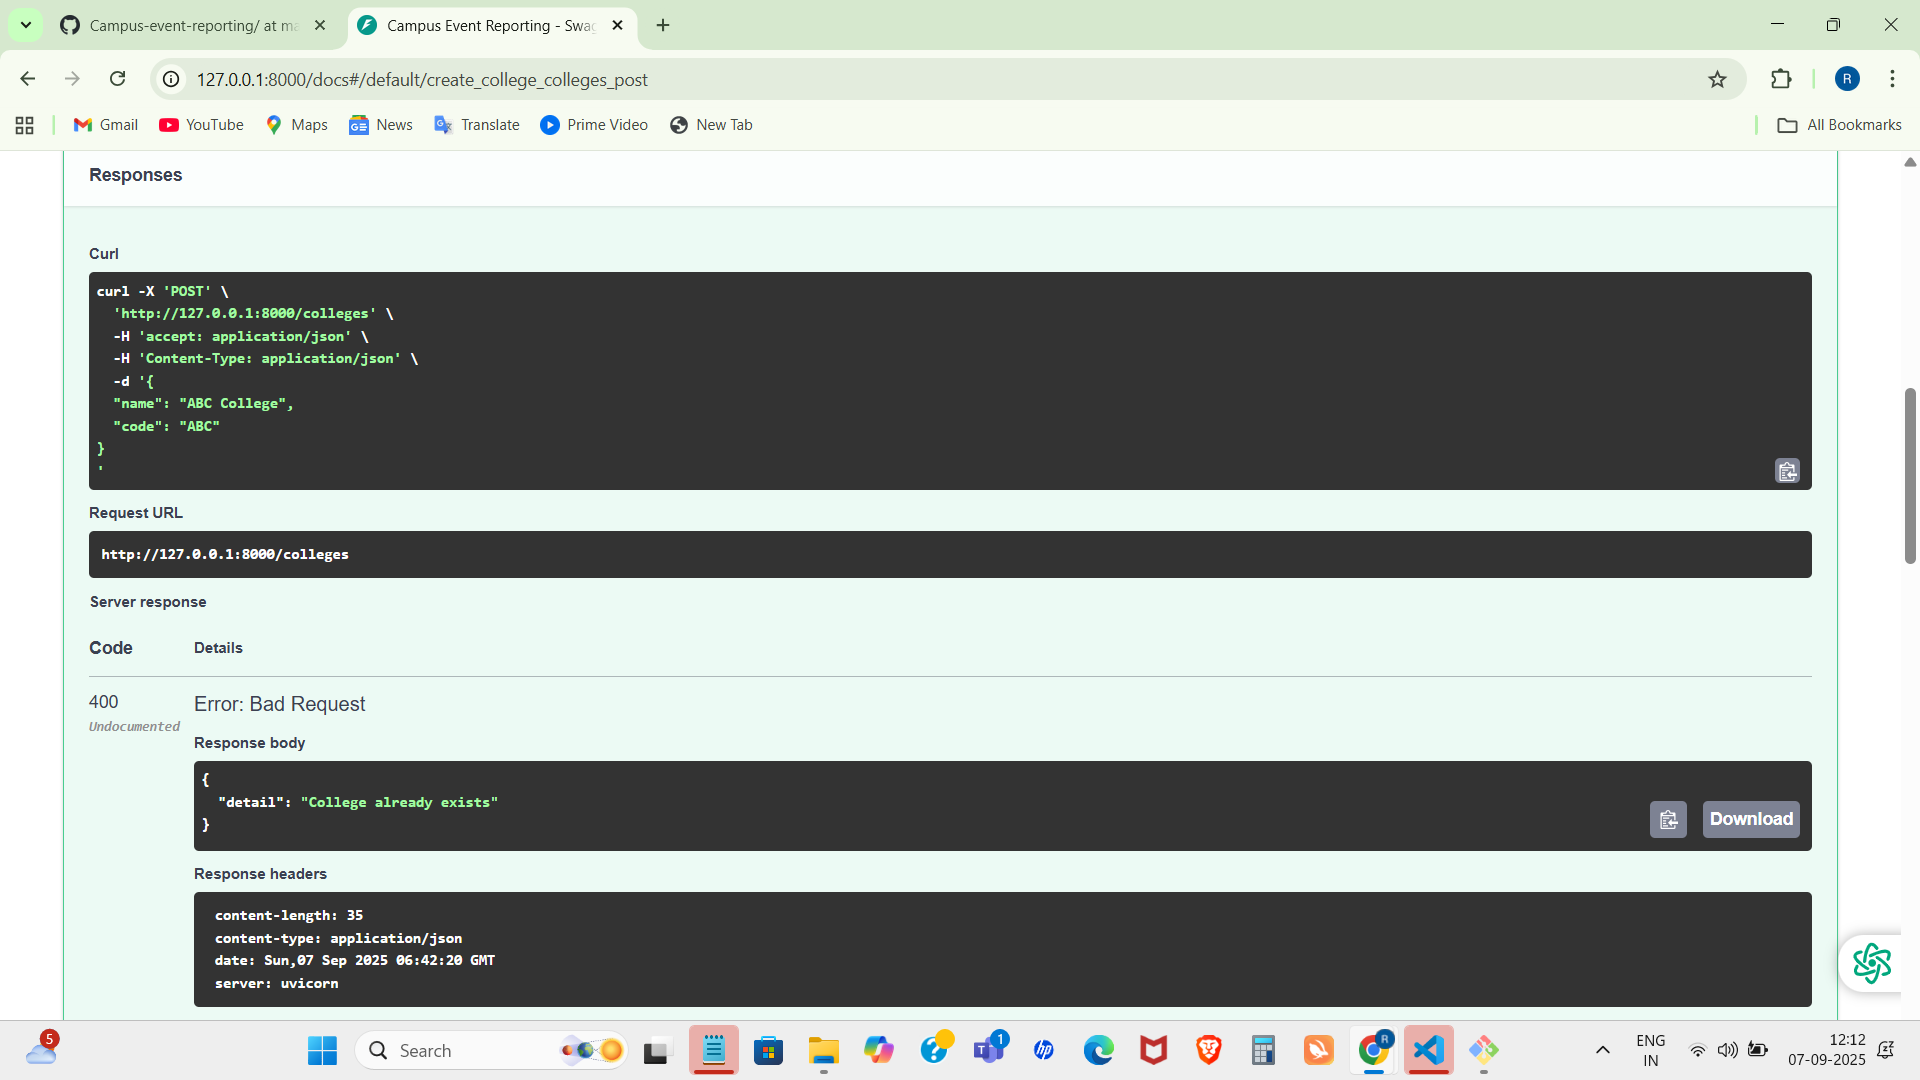 Campus-event-reporting/ at ma
Campus Event Reporting - Swag
127.0.0.1:8000/docs#/default/create_college_colleges_post
R
Gmail
YouTube
Maps
News
Translate
Prime Video
New Tab
All Bookmarks
Responses
Curl
curl -X 'POST' \
'http://127.0.0.1:8000/colleges' \
-H 'accept: application/json' \
-H 'Content-Type: application/json' \
-d '{
"name": "ABC College",
"code": "ABC"
}
'
Request URL
http://127.0.0.1:8000/colleges
Server response
Code Details
400
Undocumented
Error: Bad Request
Response body
{
"detail": "College already exists"
}
Download
Response headers
content-length: 35
content-type: application/json
date: Sun,07 Sep 2025 06:42:20 GMT
server: uvicorn
5
Search
1
R
ENG
IN
12:12
07-09-2025